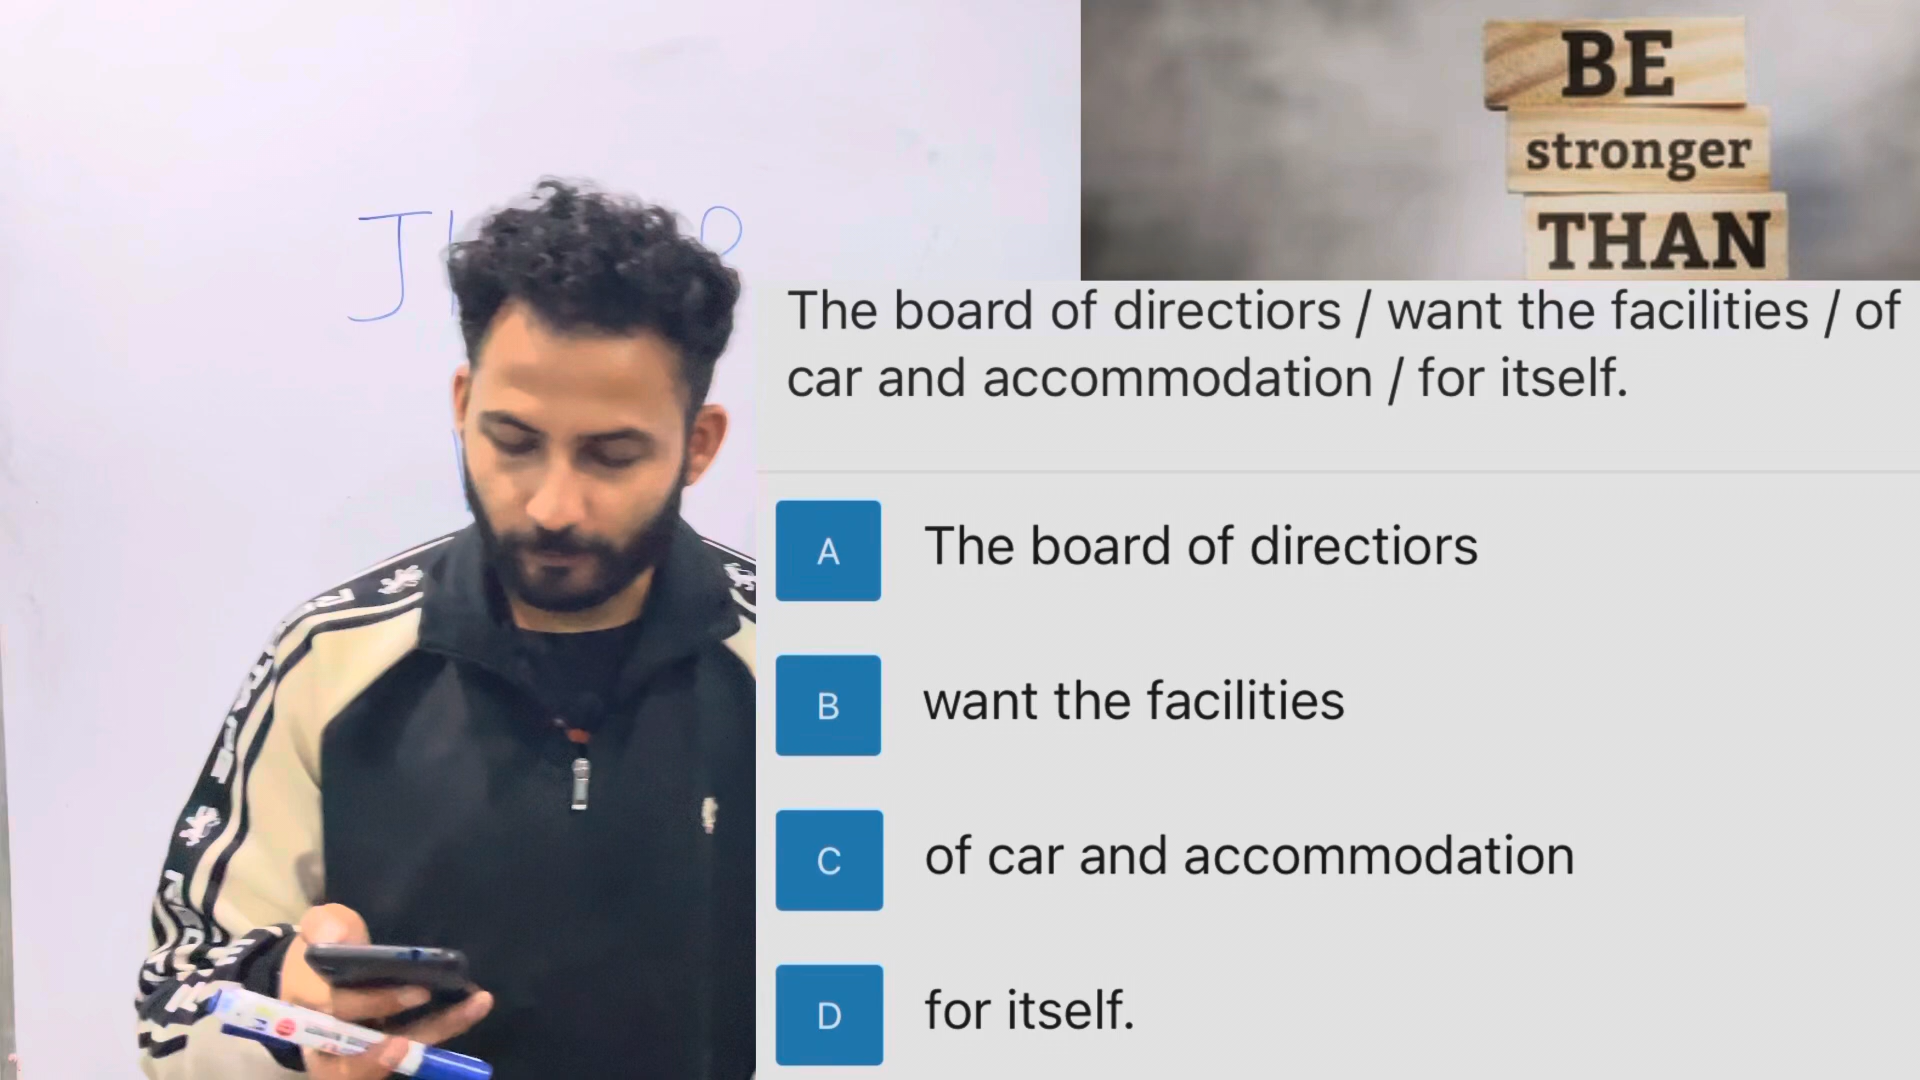 BE
stronger
THAN
The board of directiors / want the facilities / of
car and accommodation / for itself.
A The board of directiors
B want the facilities
C of car and accommodation
D for itself.